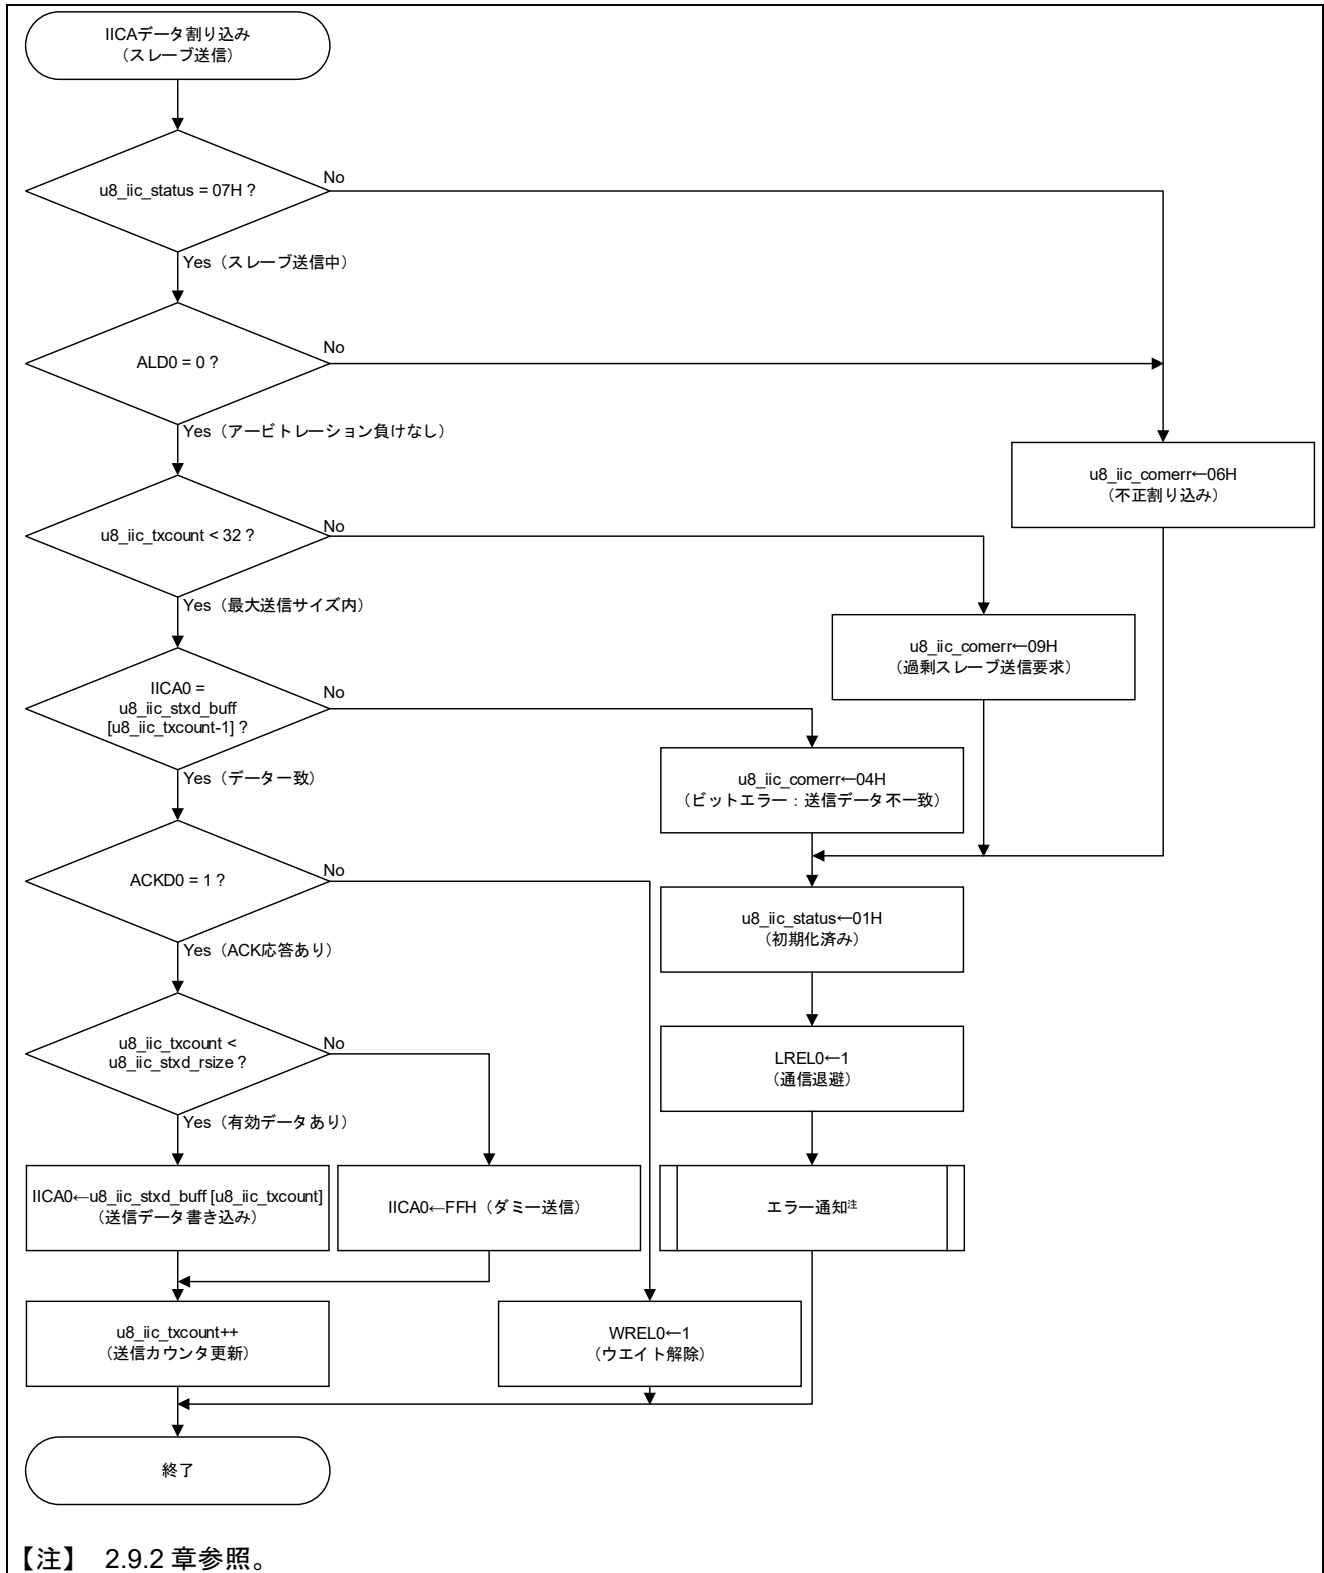 IICAデータ割り込み
（スレーブ送信）
u8_iic_status = 07H ?
No
Yes（スレーブ送信中）
ALD0 = 0 ?
No
Yes（アービトレーション負けなし）
u8_iic_comerr←06H
（不正割り込み）
u8_iic_txcount < 32 ?
No
Yes（最大送信サイズ内）
u8_iic_comerr←09H
（過剰スレーブ送信要求）
IICA0 =
u8_iic_stxd_buff
[u8_iic_txcount-1] ?
No
Yes（データ一致）
u8_iic_comerr←04H
（ビットエラー：送信データ不一致）
ACKD0 = 1 ?
No
Yes（ACK応答あり）
u8_iic_status←01H
（初期化済み）
u8_iic_txcount <
u8_iic_stxd_rsize ?
No
Yes（有効データあり）
LREL0←1
（通信退避）
IICA0←u8_iic_stxd_buff [u8_iic_txcount]
（送信データ書き込み）
IICA0←FFH（ダミー送信）
エラー通知注
u8_iic_txcount++
（送信カウンタ更新）
WREL0←1
（ウエイト解除）
終了
【注】 2.9.2 章参照。